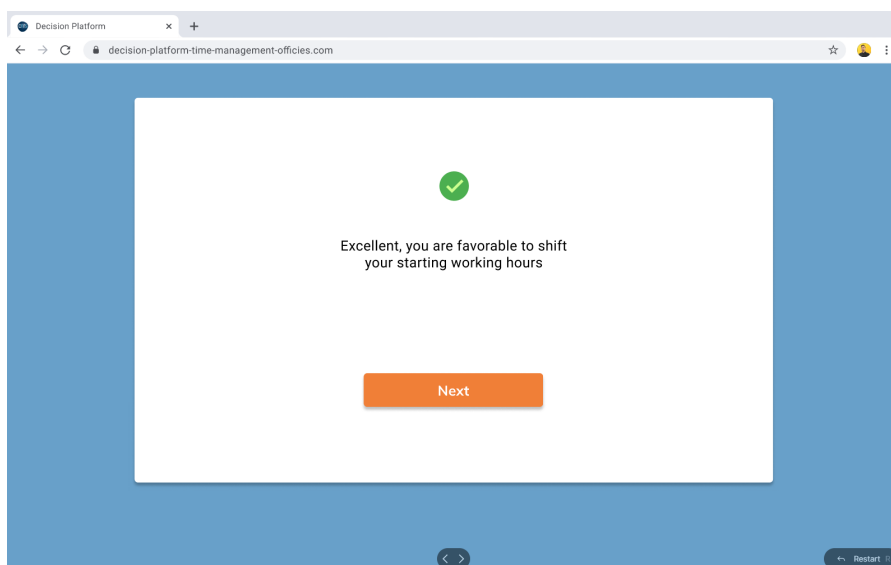 Decision Platform
decision-platform-time-management-officies.com
Excellent, you are favorable to shift
your starting working hours
Next
Restart